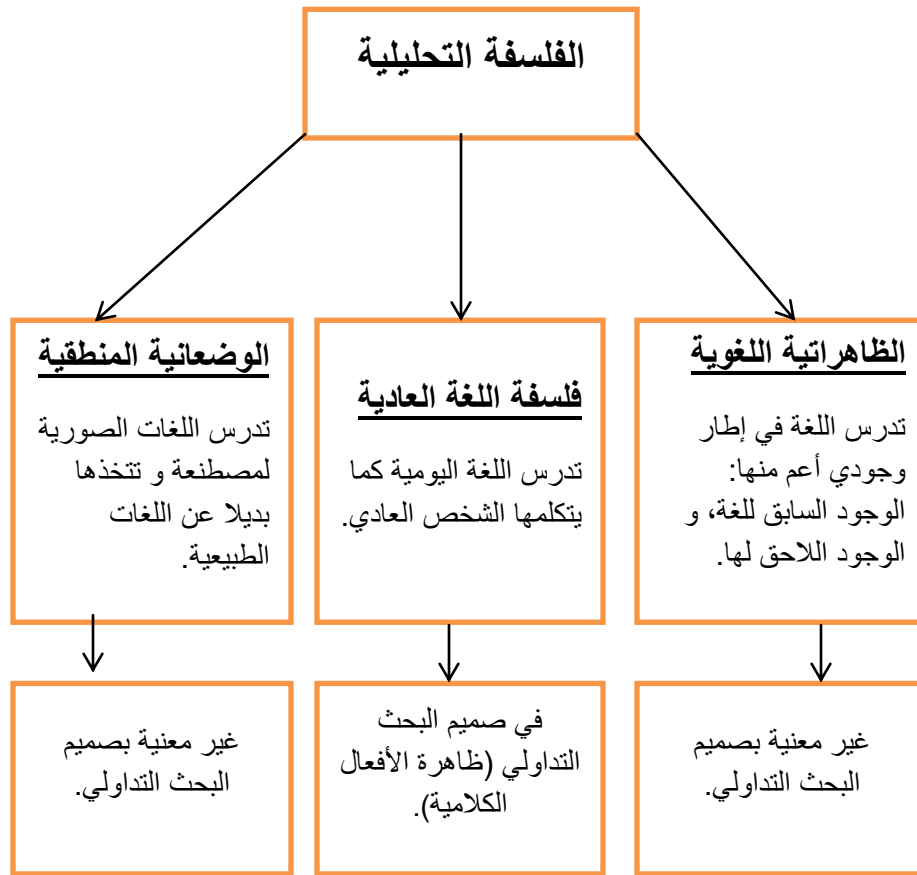 الفلسفة التحليلية
الظاهراتية اللغوية
تدرس اللغة في إطار
وجودي أعم منها:
الوجود السابق للغة، و
الوجود اللاحق لها.
فلسفة اللغة العادية
تدرس اللغة اليومية كما
يتكلمها الشخص العادي.
الوضعانية المنطقية
تدرس اللغات الصورية
لمصطنعة و تتخذها
بديلا عن اللغات
الطبيعية.
غير معنية بصميم
البحث التداولي.
في صميم البحث
التداولي (ظاهرة الأفعال
الكلامية).
غير معنية بصميم
البحث التداولي.